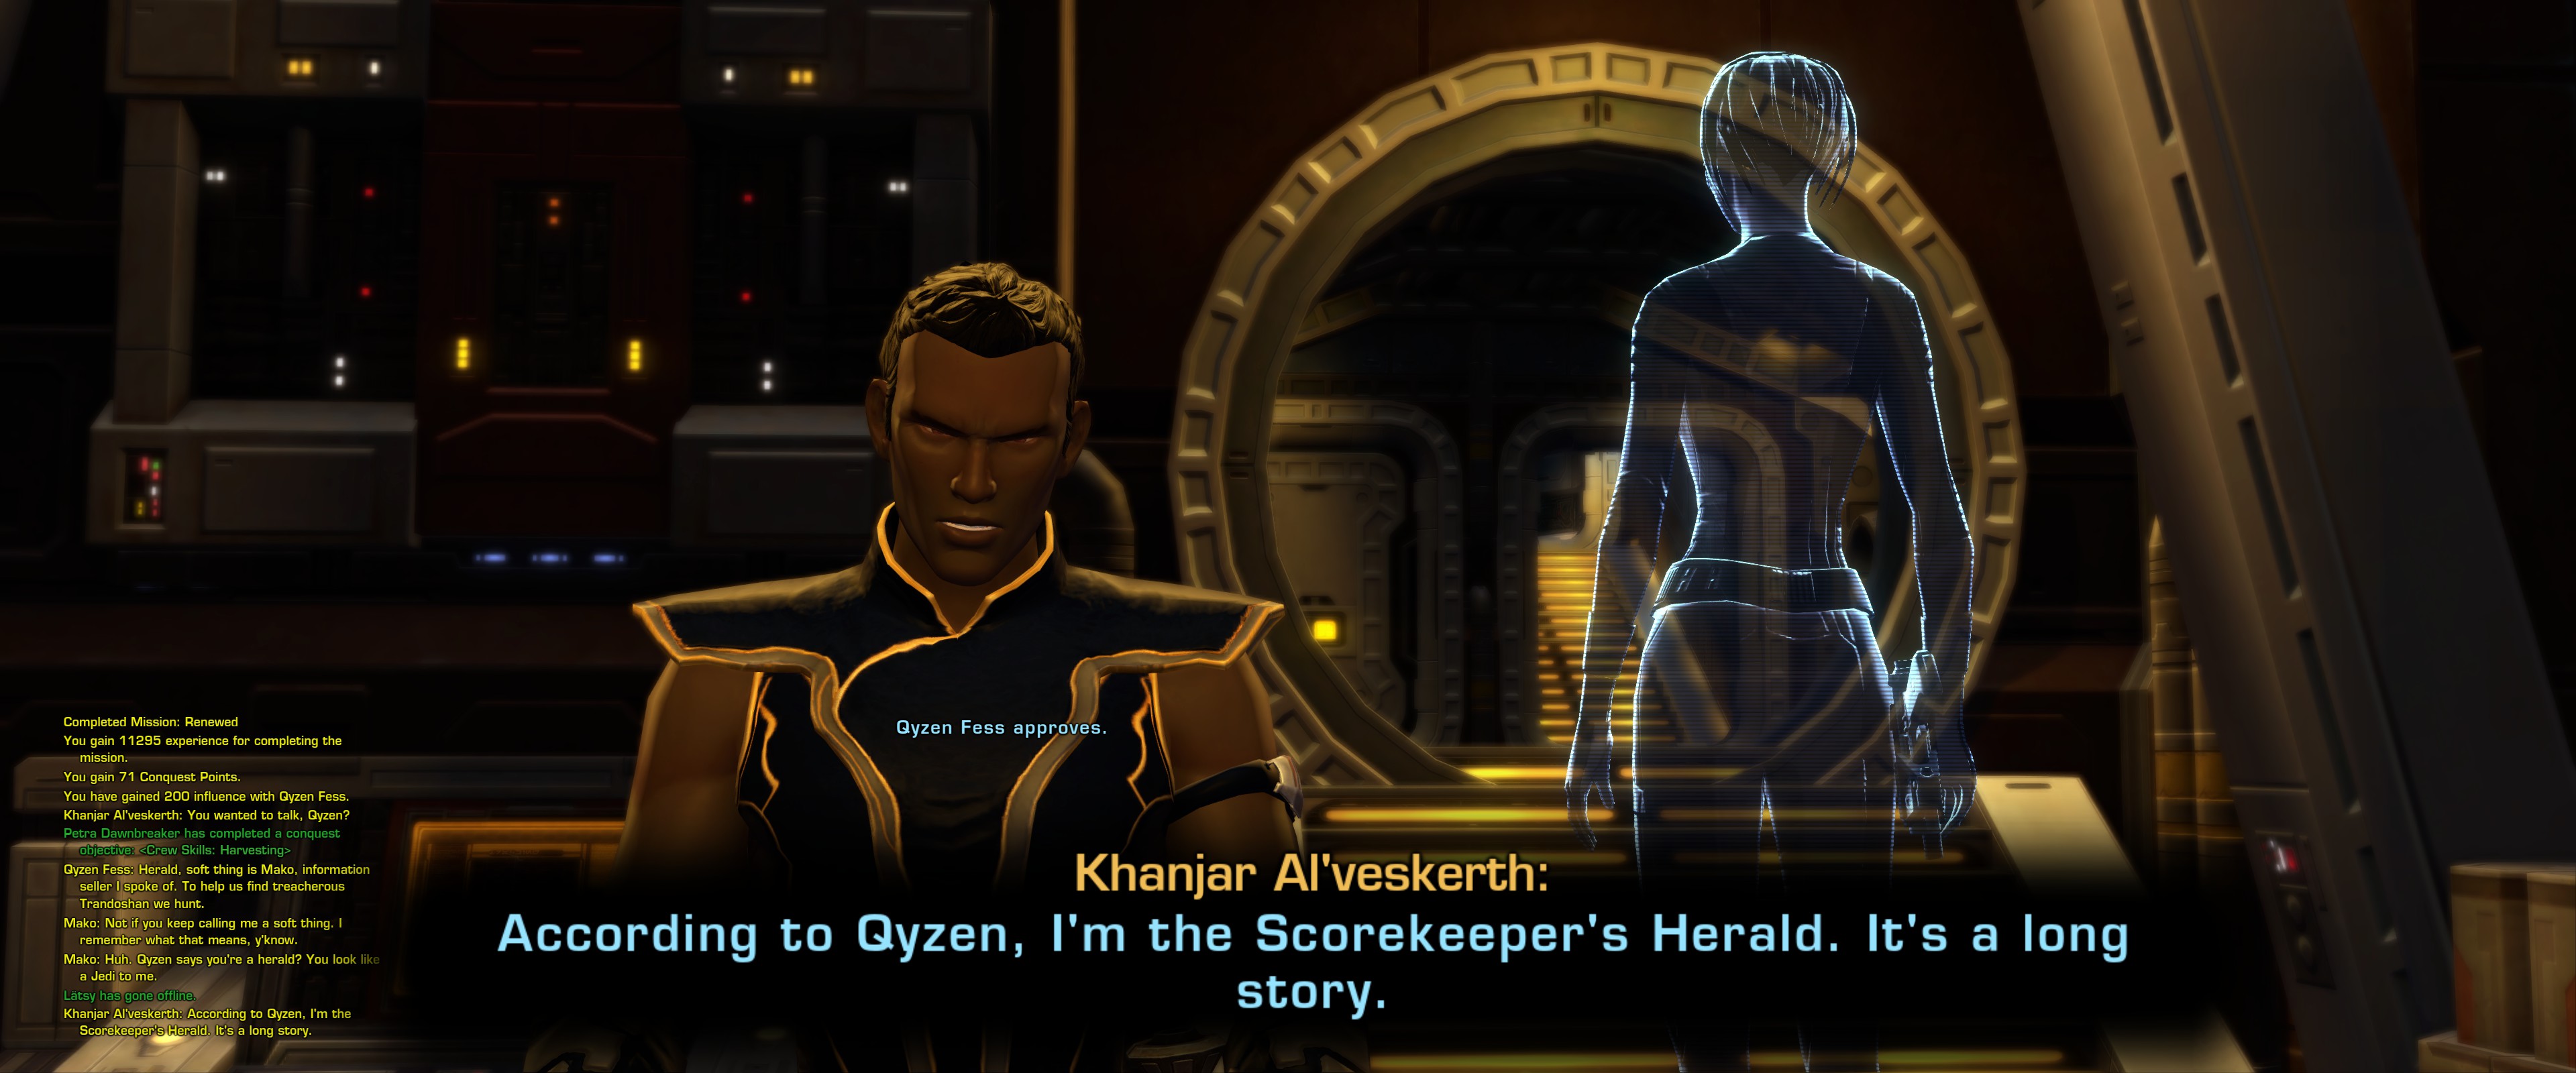 Completed Mission: Renewed
You gain 11295 experience for completing the
mission.
You gain 71 Conquest Points.
You have gained 200 influence with Qyzen Fess.
Khanjar Al'veskerth: You wanted to talk, Qyzen?
Petra Dawnbreaker has completed a conquest
objective: <Crew Skills: Harvesting>
Qyzen Fess: Herald, soft thing is Mako, information
seller I spoke of. To help us find treacherous
Trandoshan we hunt.
Mako: Not if you keep calling me a soft thing. I
remember what that means, y'know.
Mako: Huh. Qyzen says you're a herald? You look like
a Jedi to me.
Lätsy has gone offline.
Khanjar Al'veskerth: According to Qyzen, I'm the
Scorekeeper's Herald. It's a long story.
Qyzen Fess approves.
Khanjar Al'veskerth:
According to Qyzen, I'm the Scorekeeper's Herald. It's a long
story.